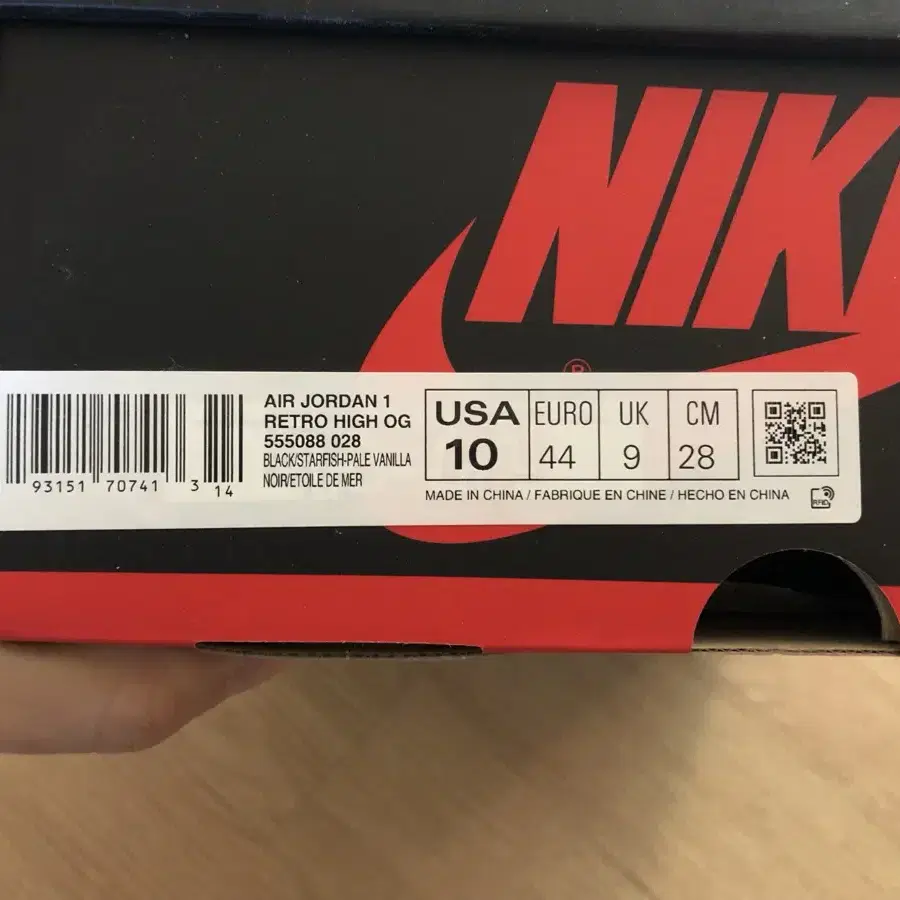 NIK
®
AIR JORDAN 1
RETRO HIGH OG
555088 028
BLACK/STARFISH-PALE VANILLA
NOIR/ETOILE DE MER
USA EURO UK CM
10 44 9 28
MADE IN CHINA / FABRIQUE EN CHINE / HECHO EN CHINA
RFID
93151 70741 3 14